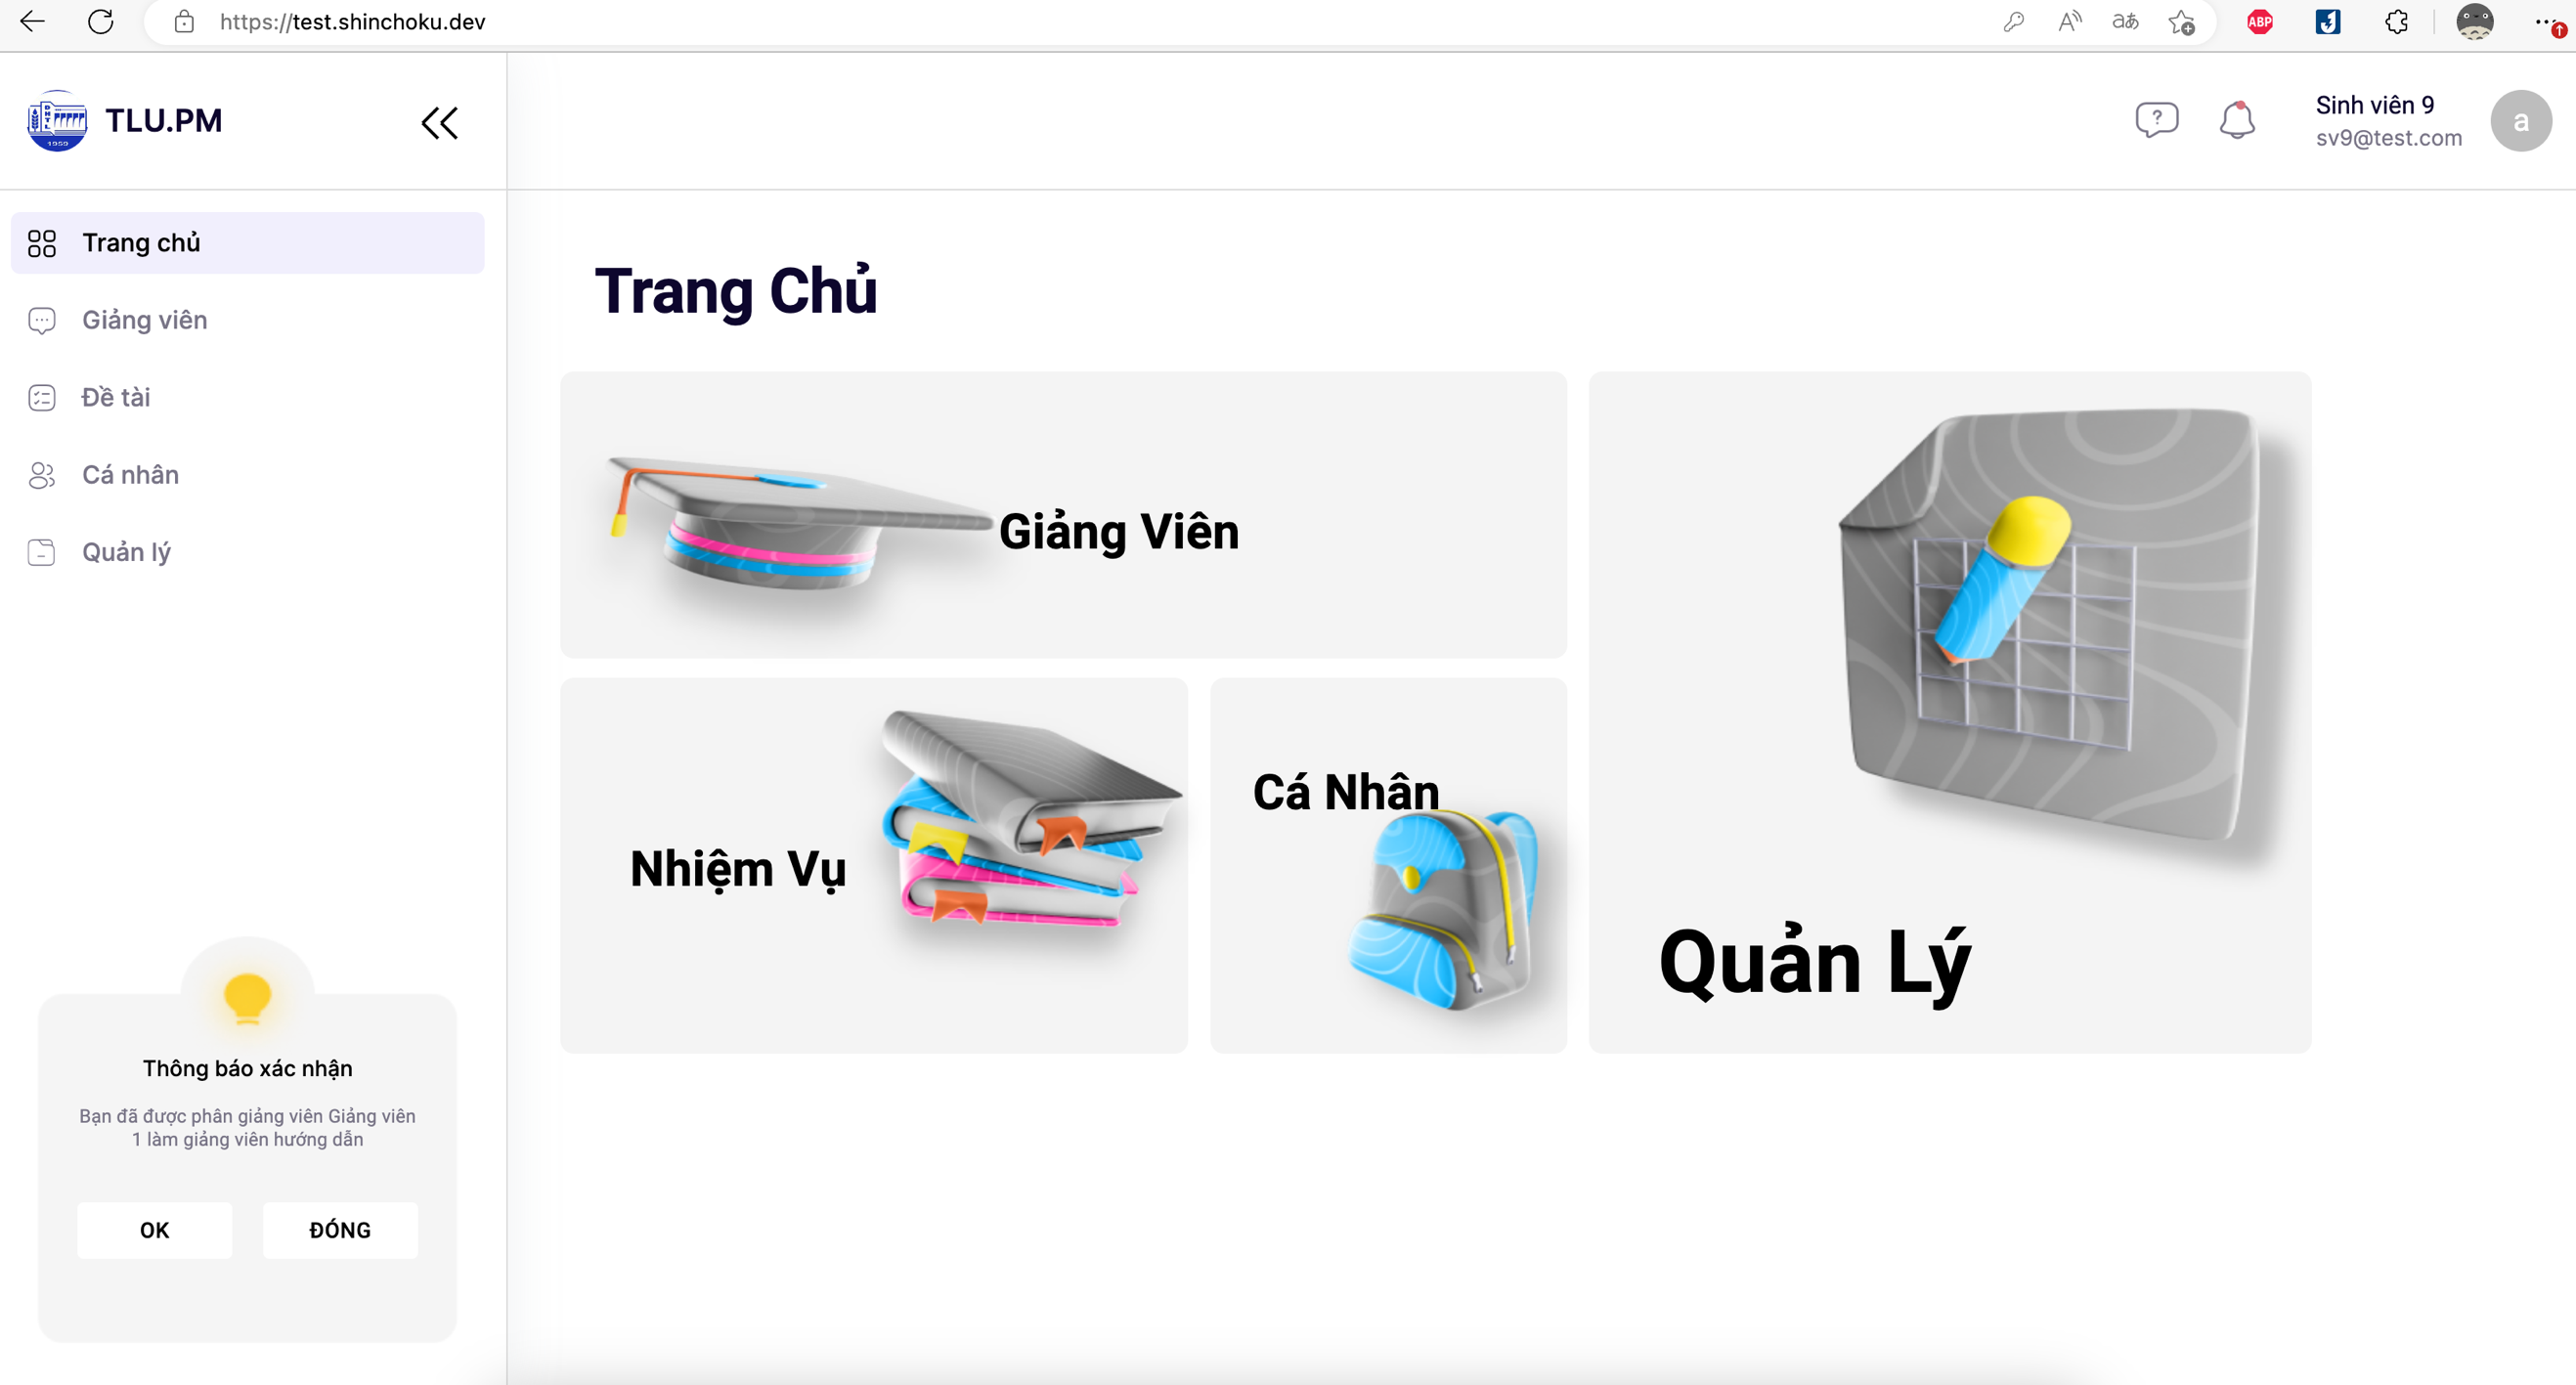 https://test.shinchoku.dev
ABP
TLU.PM
1959
Sinh viên 9
sv9@test.com
a
Trang chủ
Giảng viên
Đề tài
Cá nhân
Quản lý
Trang Chủ
Giảng Viên
Nhiệm Vụ
Cá Nhân
Quản Lý
Thông báo xác nhận
Bạn đã được phân giảng viên Giảng viên
1 làm giảng viên hướng dẫn
OK
ĐÓNG